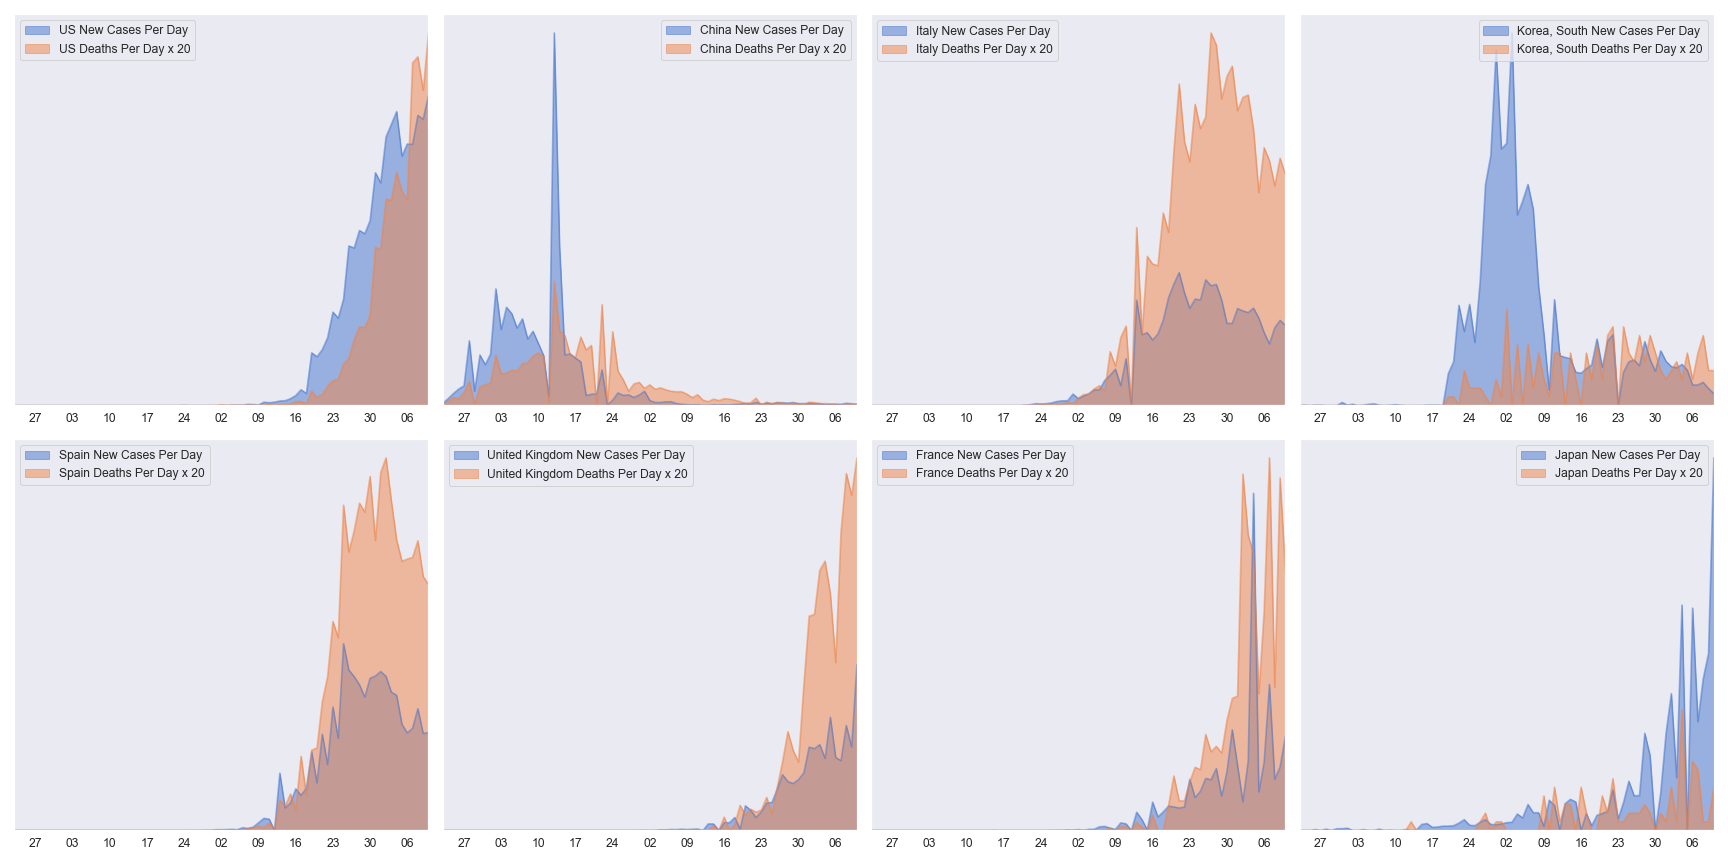 US New Cases Per Day
US Deaths Per Day x 20
China New Cases Per Day
China Deaths Per Day x 20
Italy New Cases Per Day
Italy Deaths Per Day x 20
Korea, South New Cases Per Day
Korea, South Deaths Per Day x 20
27 03 10 17 24 02 09 16 23 30 06
27 03 10 17 24 02 09 16 23 30 06
27 03 10 17 24 02 09 16 23 30 06
27 03 10 17 24 02 09 16 23 30 06
Spain New Cases Per Day
Spain Deaths Per Day x 20
United Kingdom New Cases Per Day
United Kingdom Deaths Per Day x 20
France New Cases Per Day
France Deaths Per Day x 20
Japan New Cases Per Day
Japan Deaths Per Day x 20
27 03 10 17 24 02 09 16 23 30 06
27 03 10 17 24 02 09 16 23 30 06
27 03 10 17 24 02 09 16 23 30 06
27 03 10 17 24 02 09 16 23 30 06